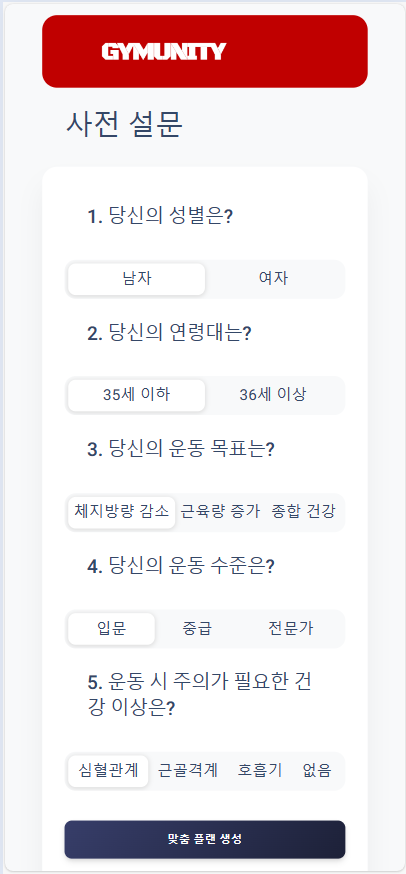 GYMUNITY
사전 설문
1. 당신의 성별은?
남자 여자
2. 당신의 연령대는?
35세 이하 36세 이상
3. 당신의 운동 목표는?
체지방량 감소 근육량 증가 종합 건강
4. 당신의 운동 수준은?
입문 중급 전문가
5. 운동 시 주의가 필요한 건
강 이상은?
심혈관계 근골격계 호흡기 없음
맞춤 플랜 생성